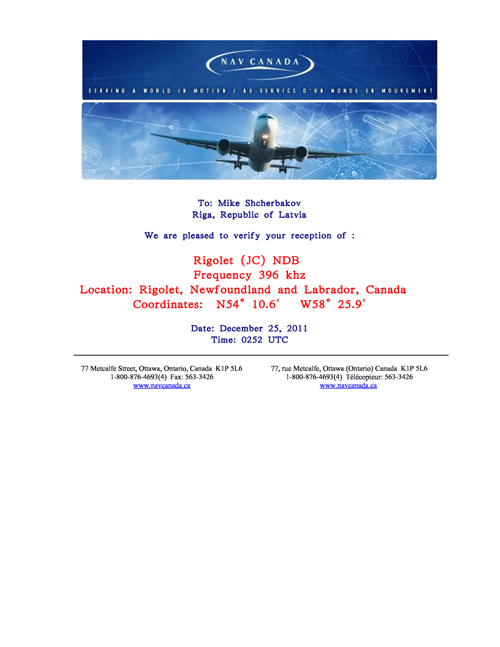 NAV CANADA
SERVING A WORLD IN MOTION / AU SERVICE D'UN MONDE EN MOUVEMENT
To: Mike Shcherbakov
Riga, Republic of Latvia
We are pleased to verify your reception of :
Rigolet (JC) NDB
Frequency 396 khz
Location: Rigolet, Newfoundland and Labrador, Canada
Coordinates: N54° 10.6' W58° 25.9'
Date: December 25, 2011
Time: 0252 UTC
77 Metcalfe Street, Ottawa, Ontario, Canada K1P 5L6
1-800-876-4693(4) Fax: 563-3426
www.navcanada.ca
77, rue Metcalfe, Ottawa (Ontario) Canada K1P 5L6
1-800-876-4693(4) Télécopieur: 563-3426
www.navcanada.ca